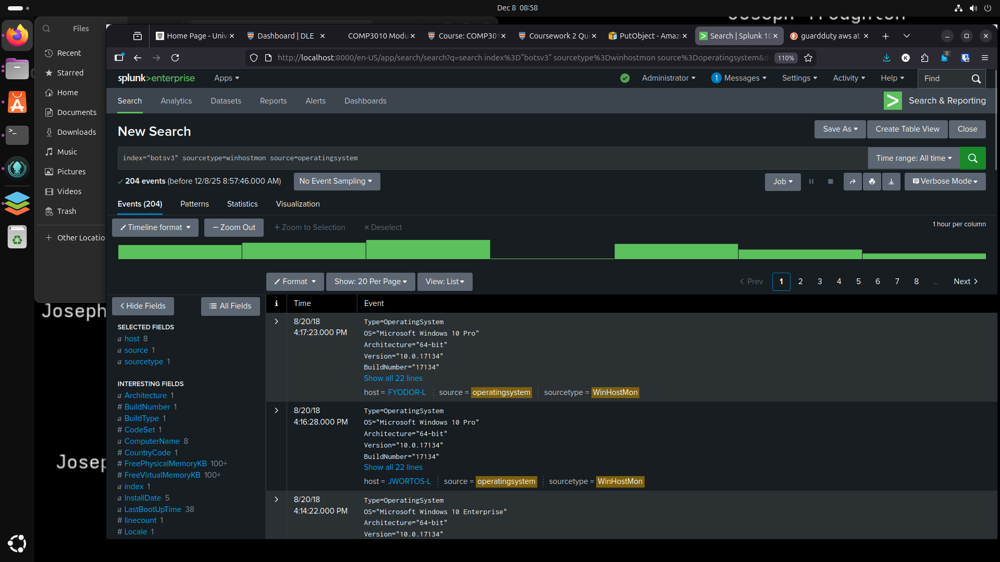 Dec 8 08:58
Joseph Troughton
Files
Recent
Starred
Home
Documents
Downloads
Music
Pictures
Videos
Trash
Other Locatio
Joseph
Josep
Home Page - Univ
Dashboard | DLE
COMP3010 Modu
Course: COMP301
Coursework 2 Qui
PutObject - Amaz
Search | Splunk 10
guardduty aws at
http://localhost:8000/en-US/app/search/search?q=search index%3D"botsv3" sourcetype%3Dwinhostmon source%3Doperatingsystem&di
110%
0
splunk>enterprise
Apps
Administrator
1 Messages
Settings
Activity
Help
Find
Search
Analytics
Datasets
Reports
Alerts
Dashboards
Search & Reporting
New Search
Save As
Create Table View
Close
index="botsv3" sourcetype=winhostmon source=operatingsystem
Time range: All time
204 events (before 12/8/25 8:57:46.000 AM)
No Event Sampling
Job
Verbose Mode
Events (204)
Patterns
Statistics
Visualization
Timeline format
Zoom Out
Zoom to Selection
Deselect
1 hour per column
Format
Show: 20 Per Page
View: List
Prev
1
2
3
4
5
6
7
8
...
Next
Hide Fields
All Fields
SELECTED FIELDS
a host 8
a source 1
a sourcetype 1
INTERESTING FIELDS
a Architecture 1
# BuildNumber 1
a BuildType 1
# CodeSet 1
a ComputerName 8
# CountryCode 1
# FreePhysicalMemoryKB 100+
# FreeVirtualMemoryKB 100+
a index 1
a InstallDate 5
a LastBootUpTime 38
# linecount 1
# Locale 1
i
Time
Event
8/20/18
4:17:23.000 PM
Type=OperatingSystem
OS="Microsoft Windows 10 Pro"
Architecture="64-bit"
Version="10.0.17134"
BuildNumber="17134"
Show all 22 lines
host = FYODOR-L
source = operatingsystem
sourcetype = WinHostMon
8/20/18
4:16:28.000 PM
Type=OperatingSystem
OS="Microsoft Windows 10 Pro"
Architecture="64-bit"
Version="10.0.17134"
BuildNumber="17134"
Show all 22 lines
host = JWORTOS-L
source = operatingsystem
sourcetype = WinHostMon
8/20/18
4:14:22.000 PM
Type=OperatingSystem
OS="Microsoft Windows 10 Enterprise"
Architecture="64-bit"
Version="10.0.17134"